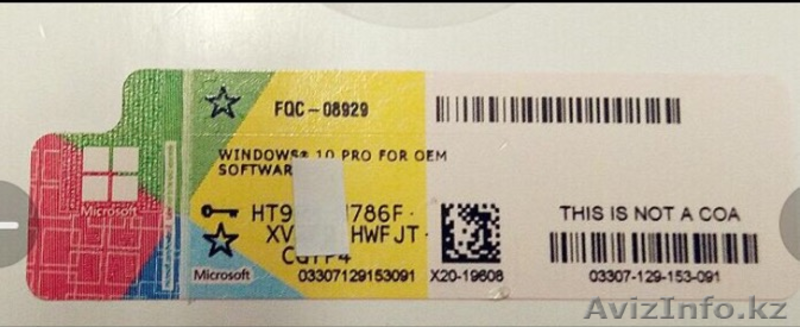 FQC-08929
WINDOWS® 10 PRO FOR OEM
SOFTWAR
Microsoft
HT9 786F-
XV HWFJT-
Microsoft
03307129153091
X20-19608
THIS IS NOT A COA
03307-129-153-091
AvizInfo.kz